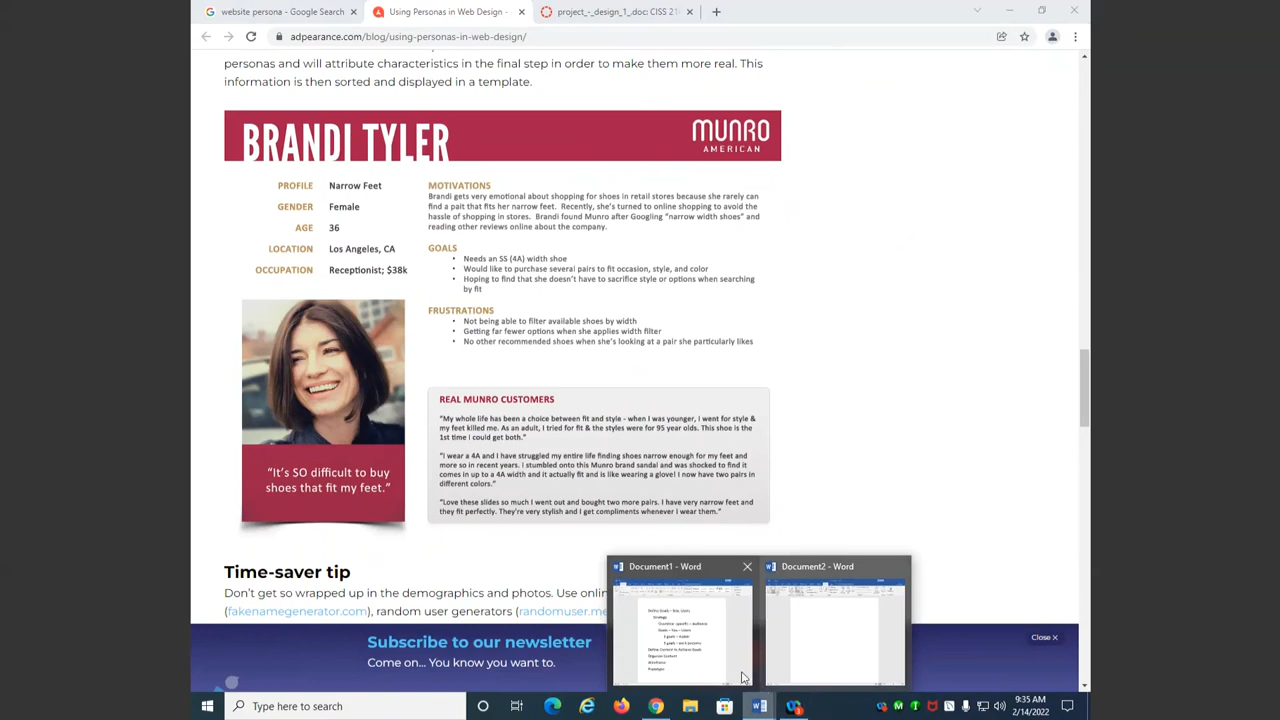 website persona - Google Search
Using Personas in Web Design -
project_-_design_1_.doc: CISS 21
adpearance.com/blog/using-personas-in-web-design/
personas and will attribute characteristics in the final step in order to make them more real. This
information is then sorted and displayed in a template.
BRANDI TYLER
MUNRO
AMERICAN
PROFILE Narrow Feet
GENDER Female
AGE 36
LOCATION Los Angeles, CA
OCCUPATION Receptionist; $38k
MOTIVATIONS
Brandi gets very emotional about shopping for shoes in retail stores because she rarely can
find a pait that fits her narrow feet. Recently, she's turned to online shopping to avoid the
hassle of shopping in stores. Brandi found Munro after Googling "narrow width shoes" and
reading other reviews online about the company.
GOALS
• Needs an SS (4A) width shoe
• Would like to purchase several pairs to fit occasion, style, and color
• Hoping to find that she doesn't have to sacrifice style or options when searching
by fit
FRUSTRATIONS
• Not being able to filter available shoes by width
• Getting far fewer options when she applies width filter
• No other recommended shoes when she's looking at a pair she particularly likes
"It's SO difficult to buy
shoes that fit my feet."
REAL MUNRO CUSTOMERS
"My whole life has been a choice between fit and style - when I was younger, I went for style &
my feet killed me. As an adult, I tried for fit & the styles were for 95 year olds. This shoe is the
1st time I could get both."
"I wear a 4A and I have struggled my entire life finding shoes narrow enough for my feet and
more so in recent years. I stumbled onto this Munro brand sandal and was shocked to find it
comes in up to a 4A width and it actually fit and is like wearing a glove! I now have two pairs in
different colors."
"Love these slides so much I went out and bought two more pairs. I have very narrow feet and
they fit perfectly. They're very stylish and I get compliments whenever I wear them."
Time-saver tip
Don't get so wrapped up in the demographics and photos. Use onlin
(fakenamegenerator.com), random user generators (randomuser.me
Subscribe to our newsletter
Come on... You know you want to.
Close ×
Document1 - Word
Document2 - Word
Define Goals – Site, Users
Strategy
Define Content to Achieve Goals
Organize Content
Wireframe
Prototype
Type here to search
9:35 AM
2/14/2022